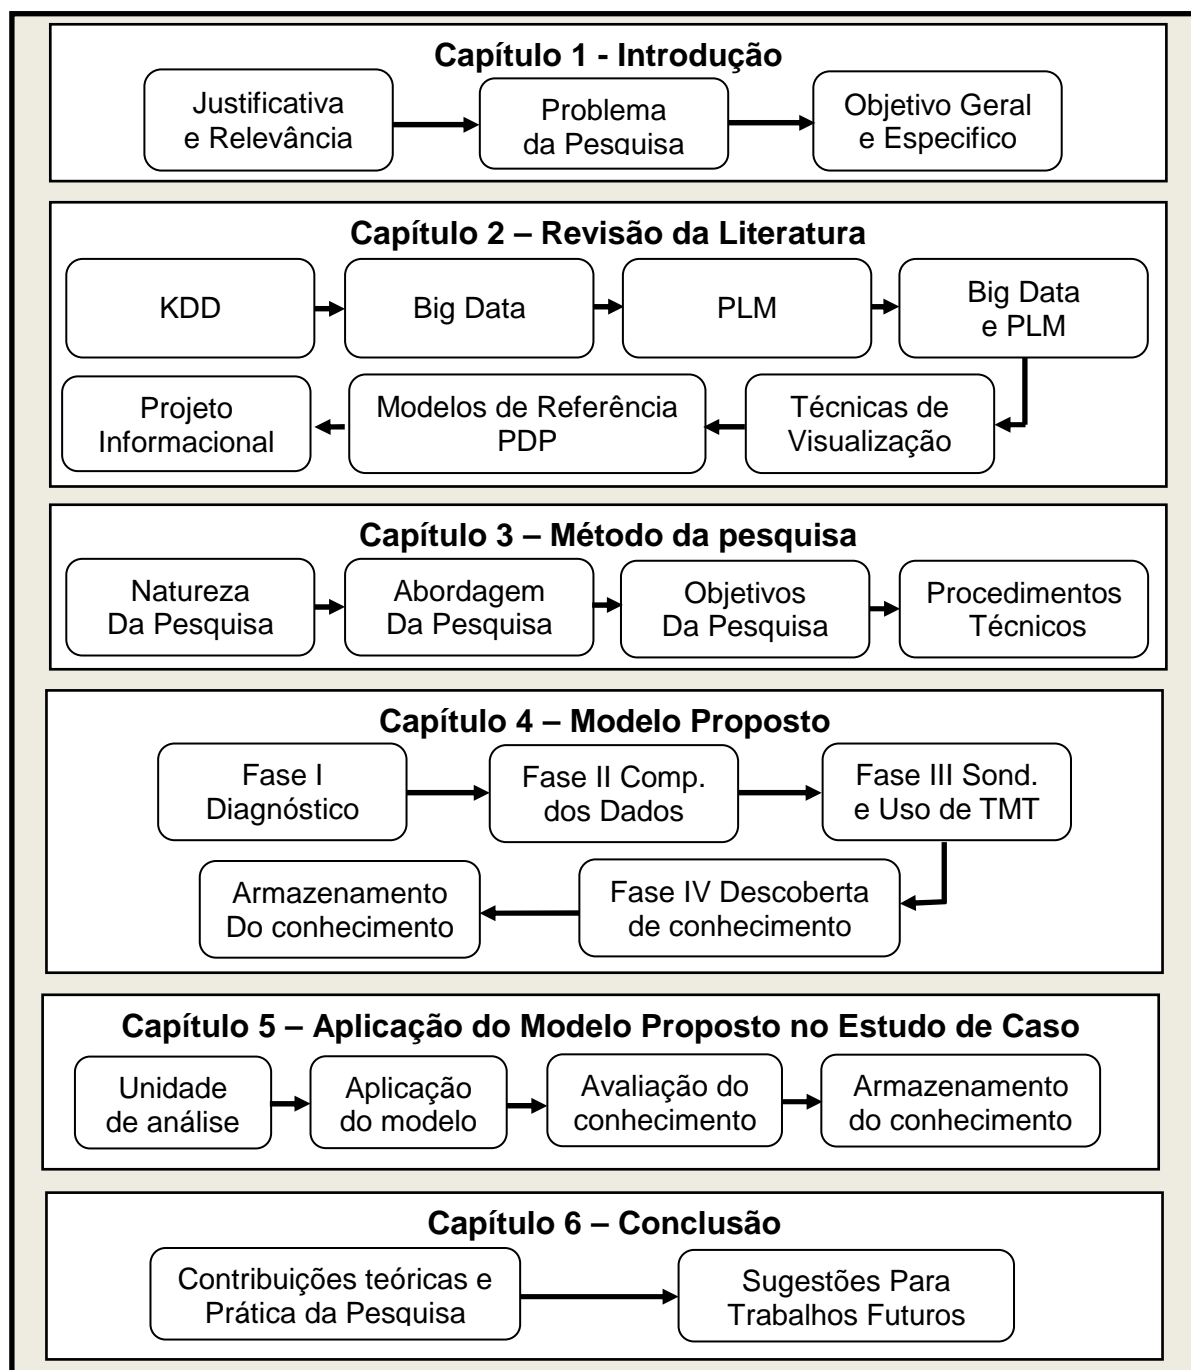 Capítulo 1 - Introdução
Justificativa
e Relevância
Problema
da Pesquisa
Objetivo Geral
e Especifico
Capítulo 2 – Revisão da Literatura
KDD
Big Data
PLM
Big Data
e PLM
Técnicas de
Visualização
Modelos de Referência
PDP
Projeto
Informacional
Capítulo 3 – Método da pesquisa
Natureza
Da Pesquisa
Abordagem
Da Pesquisa
Objetivos
Da Pesquisa
Procedimentos
Técnicos
Capítulo 4 – Modelo Proposto
Fase I
Diagnóstico
Fase II Comp.
dos Dados
Fase III Sond.
e Uso de TMT
Fase IV Descoberta
de conhecimento
Armazenamento
Do conhecimento
Capítulo 5 – Aplicação do Modelo Proposto no Estudo de Caso
Unidade
de análise
Aplicação
do modelo
Avaliação do
conhecimento
Armazenamento
do conhecimento
Capítulo 6 – Conclusão
Contribuições teóricas e
Prática da Pesquisa
Sugestões Para
Trabalhos Futuros